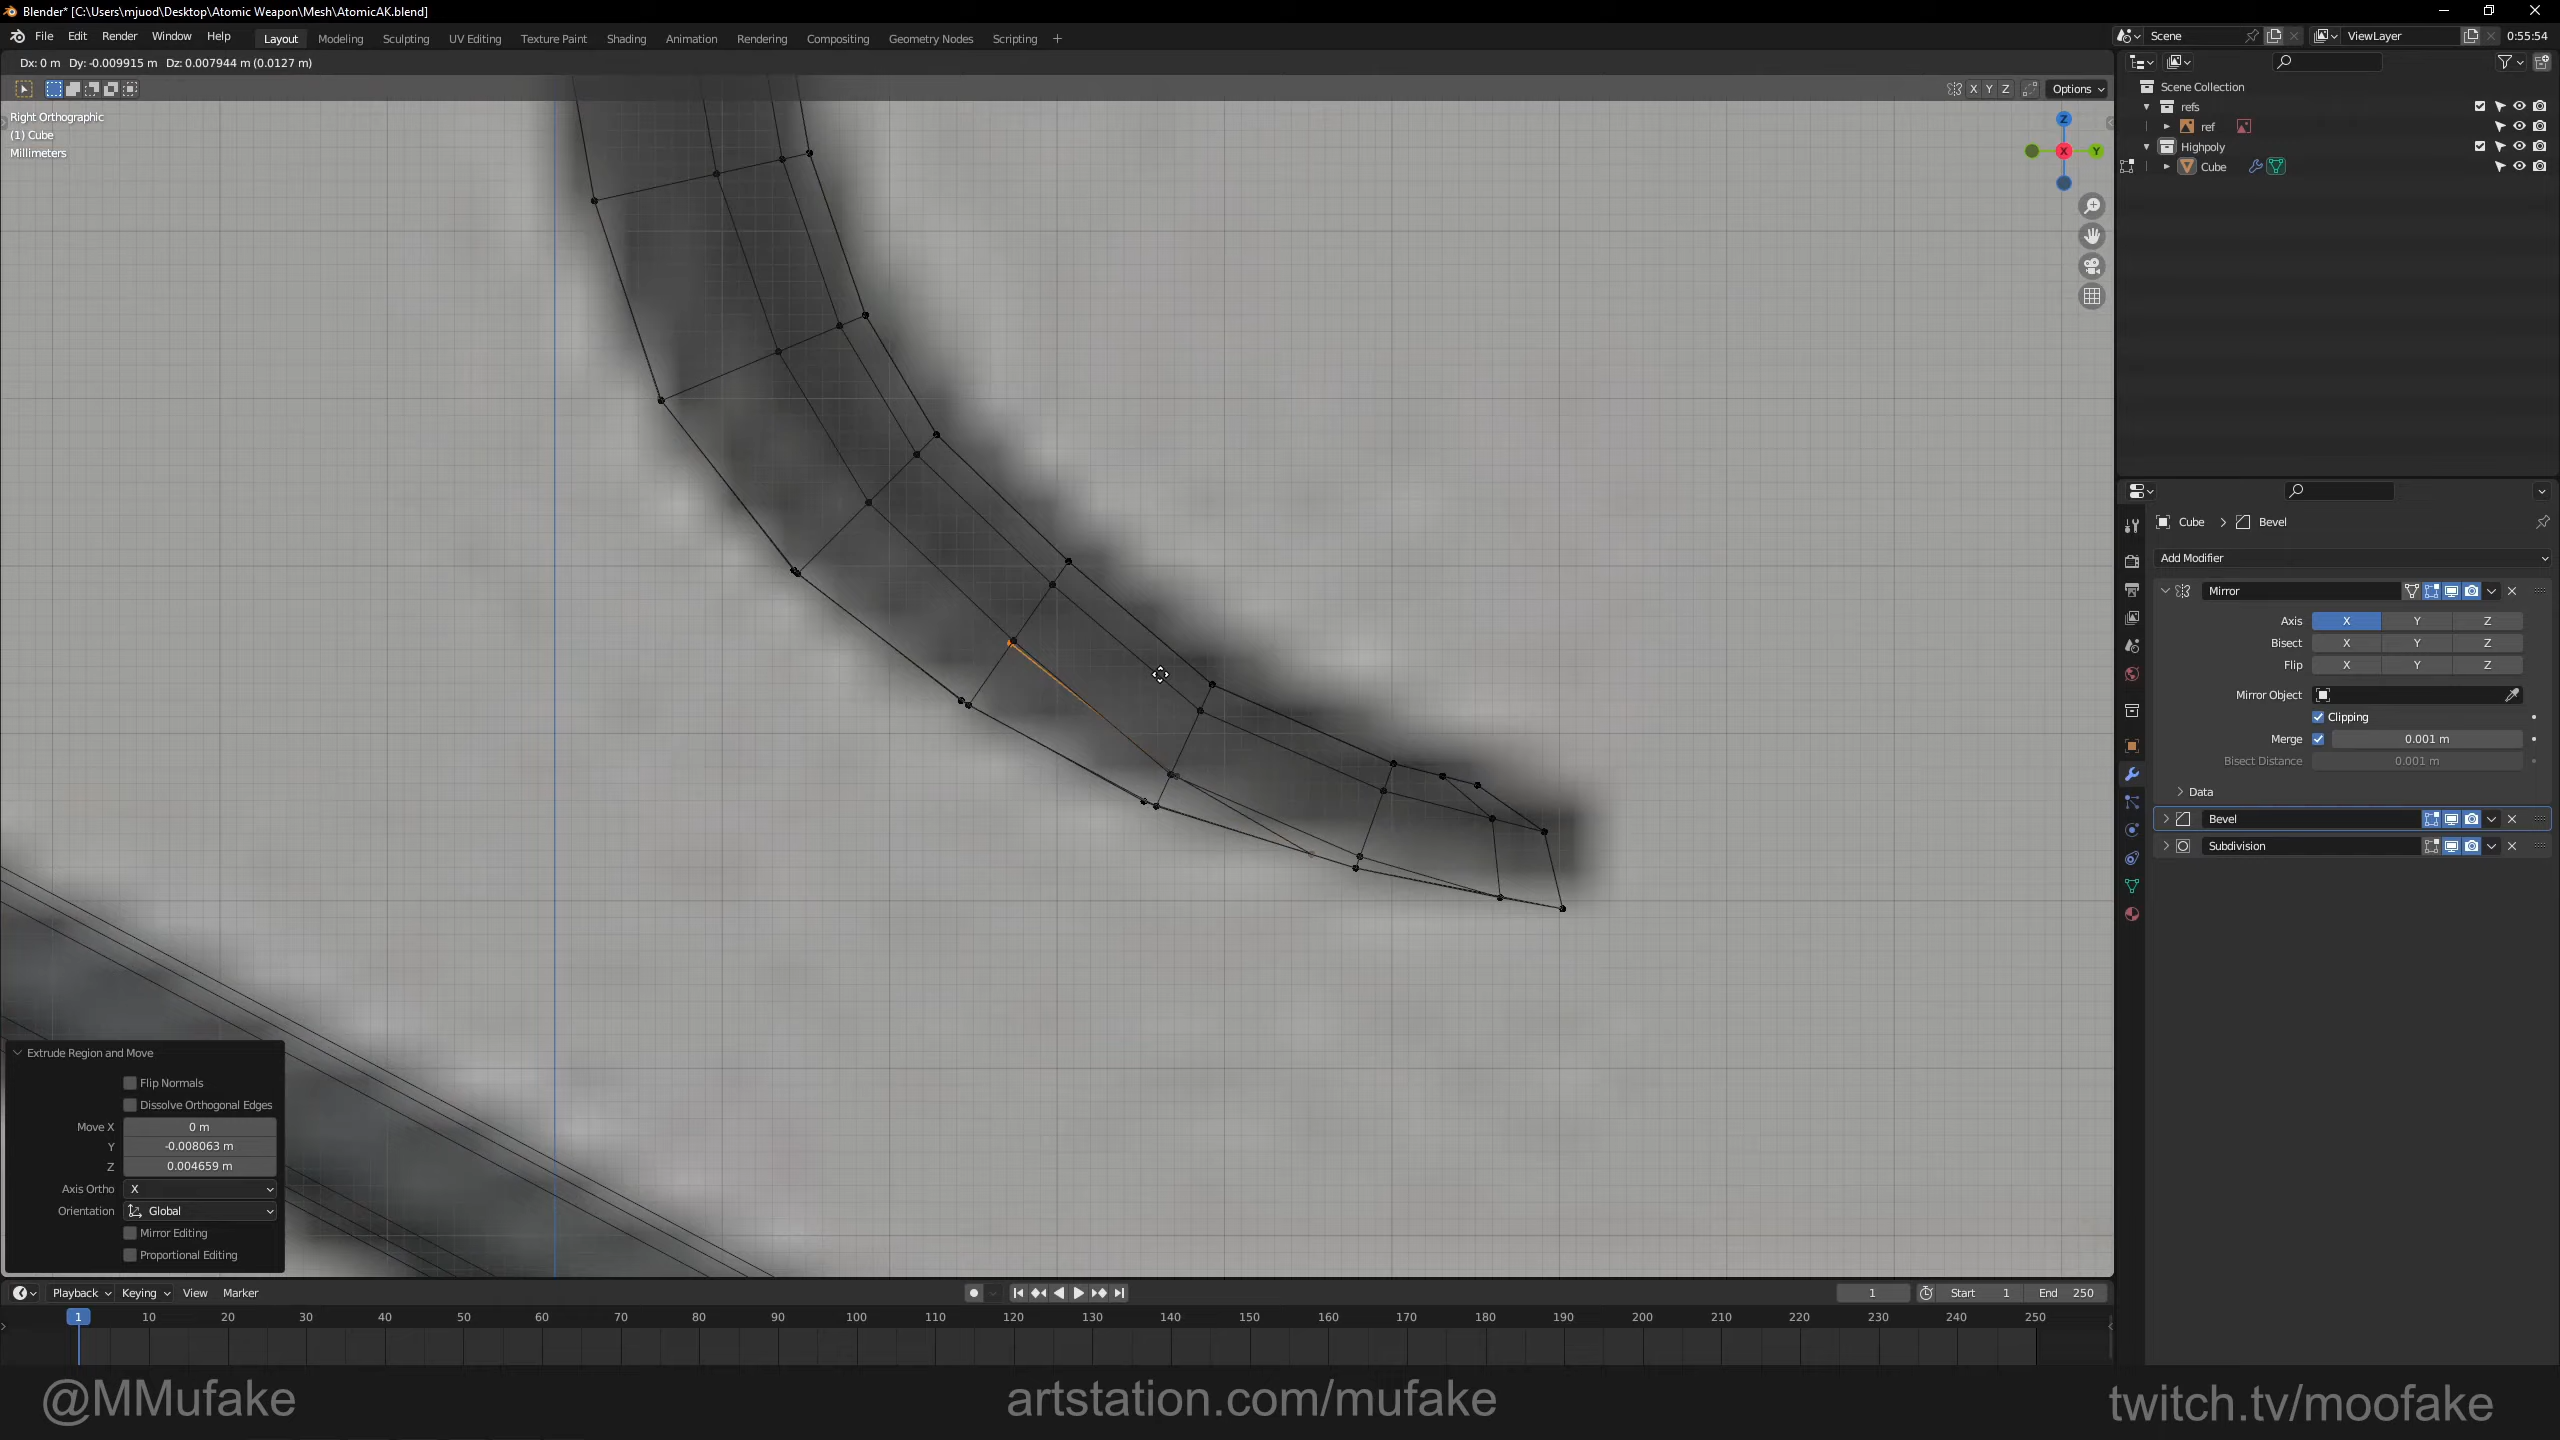 Blender* [C:\Users\mjuod\Desktop\Atomic Weapon\Mesh\AtomicAK.blend]
File Edit Render Window Help Layout Modeling Sculpting UV Editing Texture Paint Shading Animation Rendering Compositing Geometry Nodes Scripting + Scene ViewLayer 0:55:54
Dx: 0 m Dy: -0.009915 m Dz: 0.007944 m (0.0127 m)
X Y Z Options
Right Orthographic
(1) Cube
Millimeters
Z
X
Y
Scene Collection
refs
ref
Highpoly
Cube
Cube > Bevel
Add Modifier
Mirror
Axis X Y Z
Bisect X Y Z
Flip X Y Z
Mirror Object
Clipping
Merge 0.001 m
Bisect Distance 0.001 m
Data
Bevel
Subdivision
Extrude Region and Move
Flip Normals
Dissolve Orthogonal Edges
Move X 0 m
Y -0.008063 m
Z 0.004659 m
Axis Ortho X
Orientation Global
Mirror Editing
Proportional Editing
Playback Keying View Marker 1 Start 1 End 250
1 10 20 30 40 50 60 70 80 90 100 110 120 130 140 150 160 170 180 190 200 210 220 230 240 250
@MMufake artstation.com/mufake twitch.tv/moofake